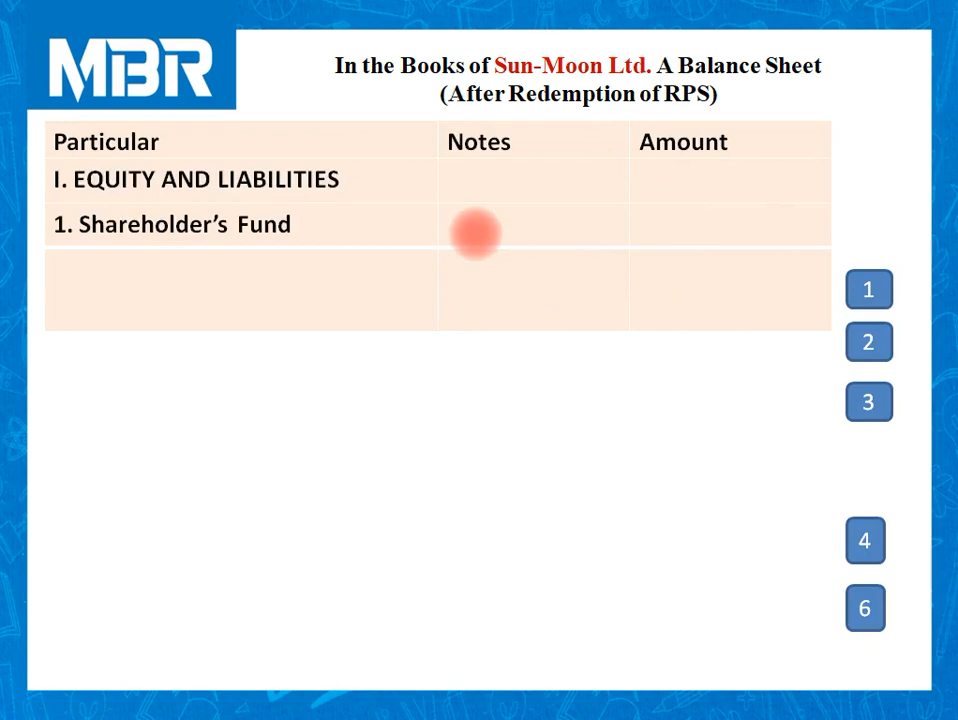 MBR
In the Books of Sun-Moon Ltd. A Balance Sheet
(After Redemption of RPS)
Particular Notes Amount
I. EQUITY AND LIABILITIES
1. Shareholder’s Fund
1
2
3
4
6